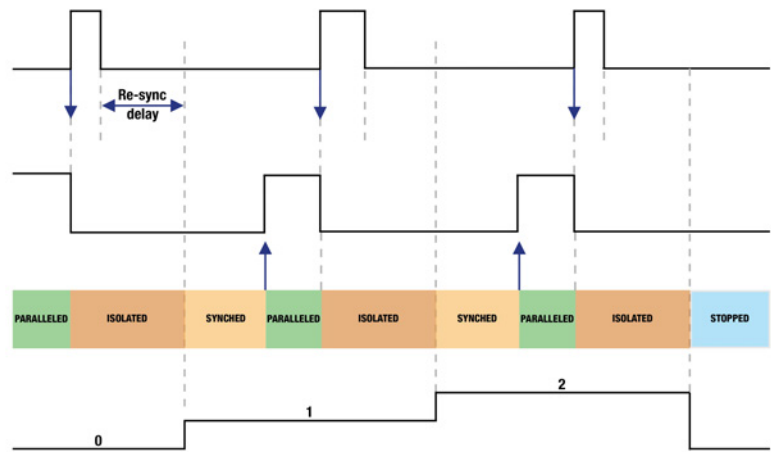 Re-sync
delay
PARALLELED ISOLATED SYNCHED PARALLELED ISOLATED SYNCHED PARALLELED ISOLATED STOPPED
2
1
0